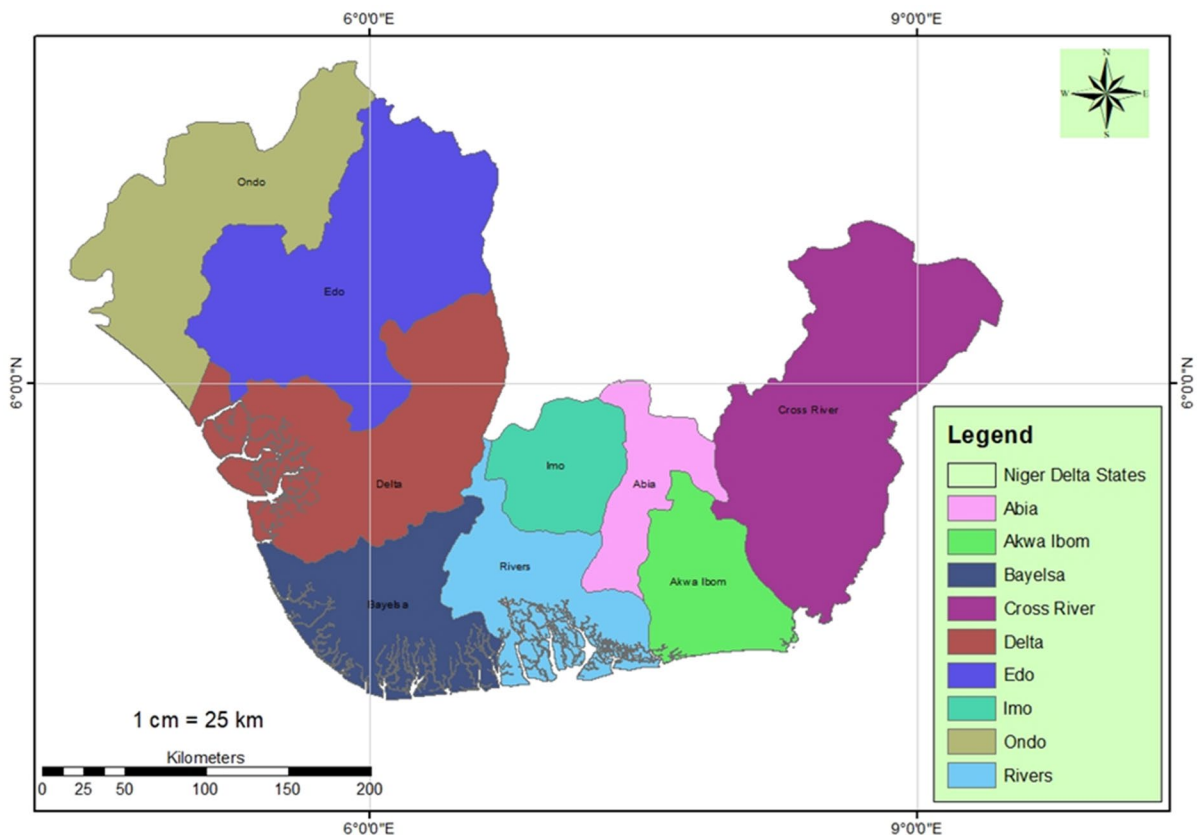 6°0'0"E
9°0'0"E
N
W
E
S
Ondo
Edo
6°0'0"N
6°0'0"N
Cross River
Legend
Niger Delta States
Abia
Akwa Ibom
Bayelsa
Cross River
Delta
Edo
Imo
Ondo
Rivers
Imo
Delta
Abia
Rivers
Akwa Ibom
Bayelsa
1 cm = 25 km
Kilometers
0 25 50 100 150 200
6°0'0"E
9°0'0"E